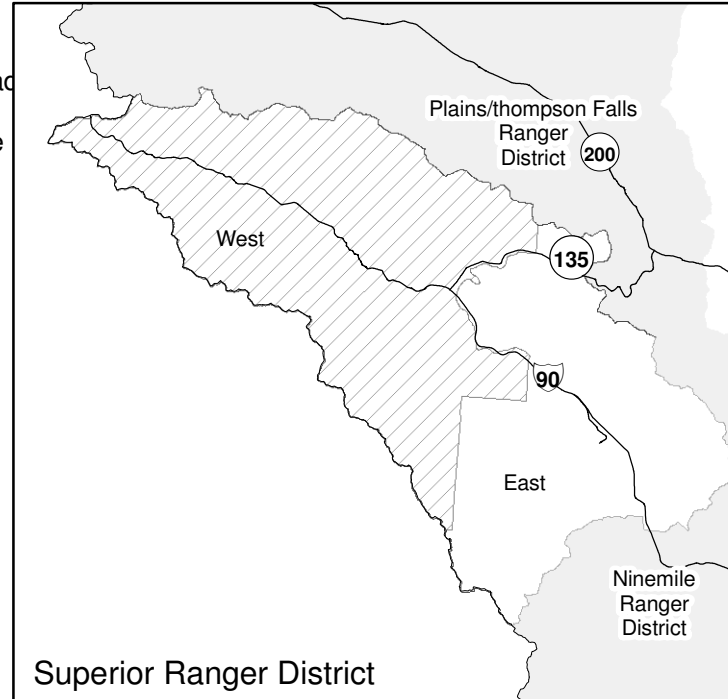 Plains/thompson Falls
Ranger
District
200
West
135
90
East
Ninemile
Ranger
District
Superior Ranger District